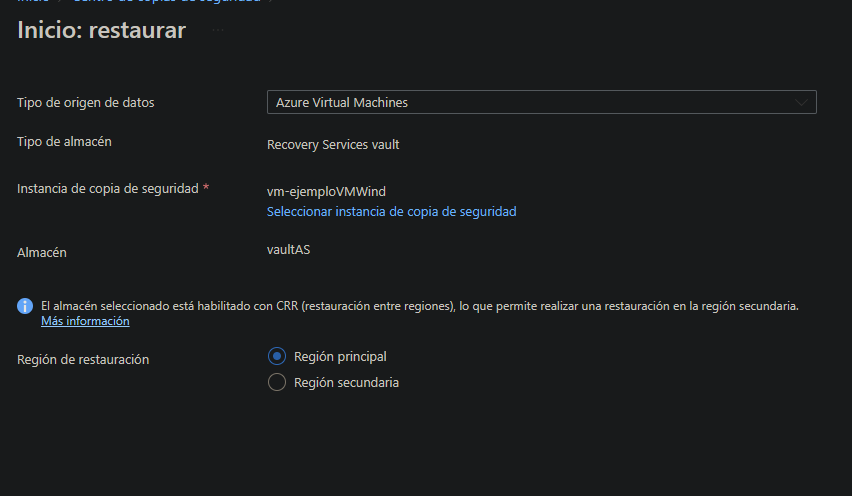 Inicio: restaurar
Tipo de origen de datos
Azure Virtual Machines
Tipo de almacén
Recovery Services vault
Instancia de copia de seguridad *
vm-ejemploVMWind
Seleccionar instancia de copia de seguridad
Almacén
vaultAS
El almacén seleccionado está habilitado con CRR (restauración entre regiones), lo que permite realizar una restauración en la región secundaria.
Más información
Región de restauración
Región principal
Región secundaria